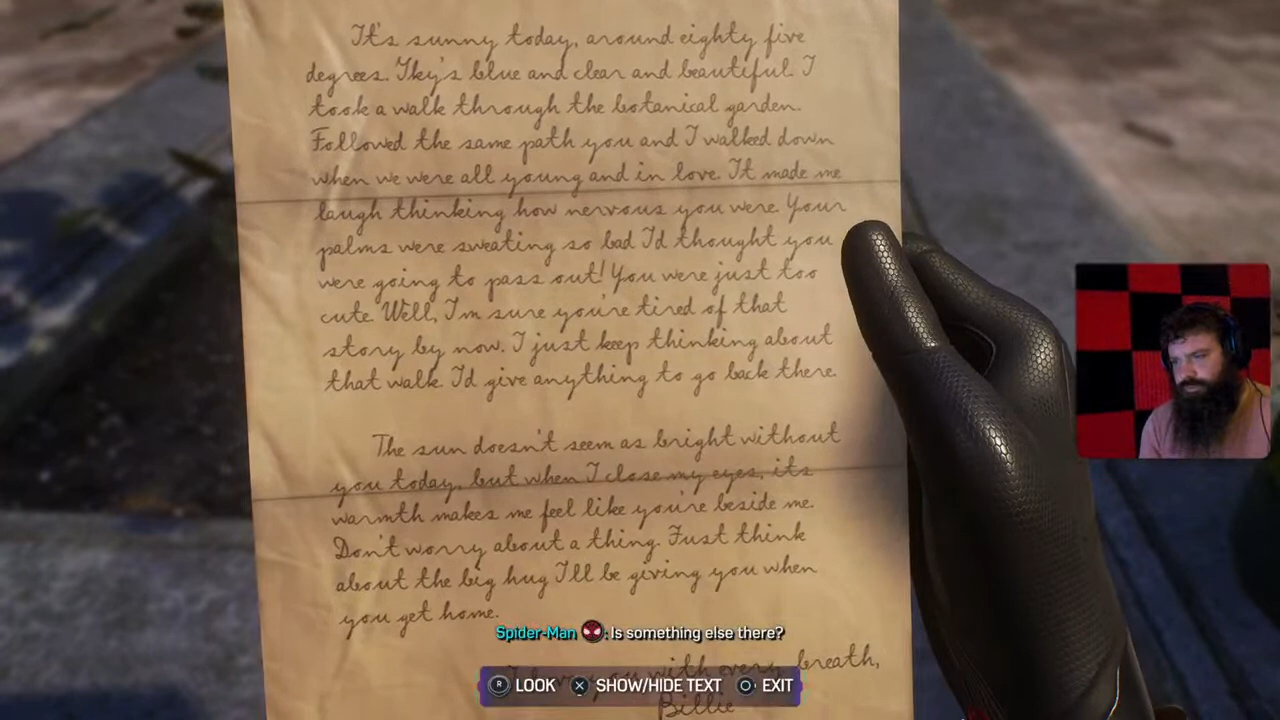 It's sunny today, around eighty five
degrees. Sky's blue and clear and beautiful. I
took a walk through the botanical garden.
Followed the same path you and I walked down
when we were all young and in love. It made me
laugh thinking how nervous you were. Your
palms were sweating so bad I'd thought you
were going to pass out! You were just too
cute. Well, I'm sure you're tired of that
story by now. I just keep thinking about
that walk. I'd give anything to go back there.
The sun doesn't seem as bright without
you today, but when I close my eyes, its
warmth makes me feel like you're beside me.
Don't worry about a thing. Just think
about the big hug I'll be giving you when
you get home.
Spider-Man: Is something else there?
with every breath,
R LOOK X SHOW/HIDE TEXT O EXIT
Billie